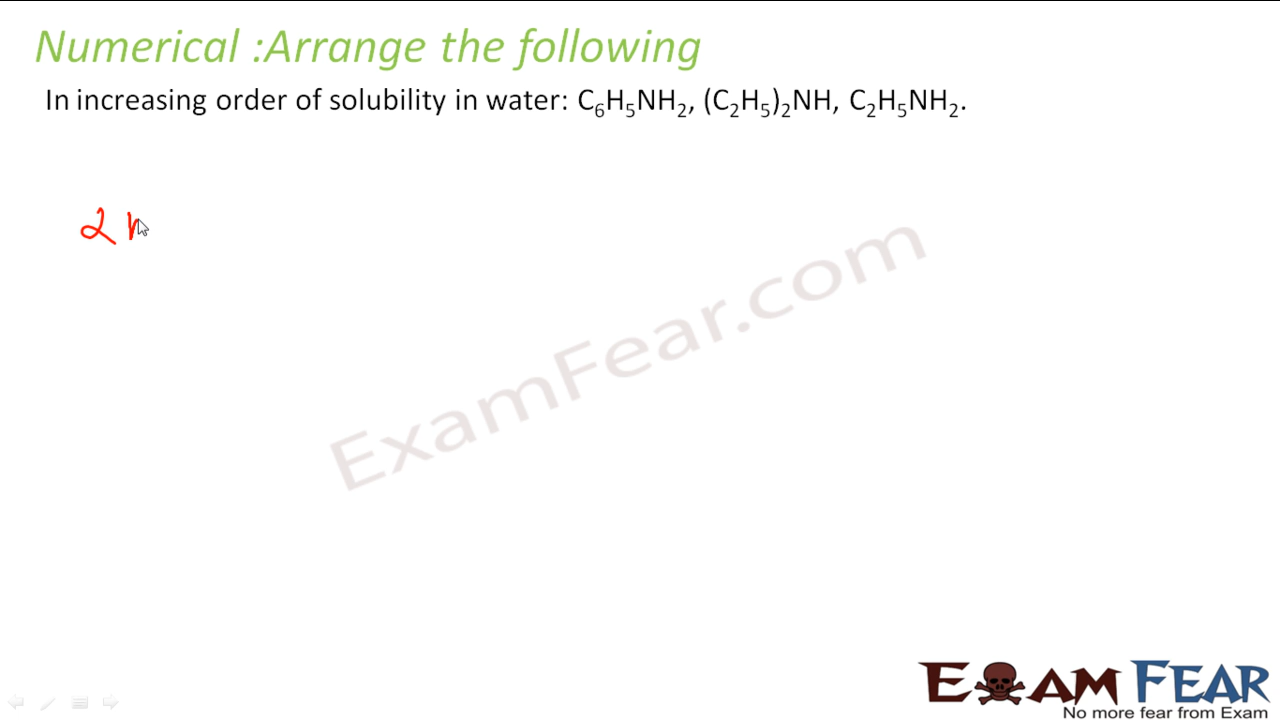 Numerical :Arrange the following
In increasing order of solubility in water: C₆H₅NH₂, (C₂H₅)₂NH, C₂H₅NH₂.
ExamFear.com
EXAM FEAR
No more fear from Exam